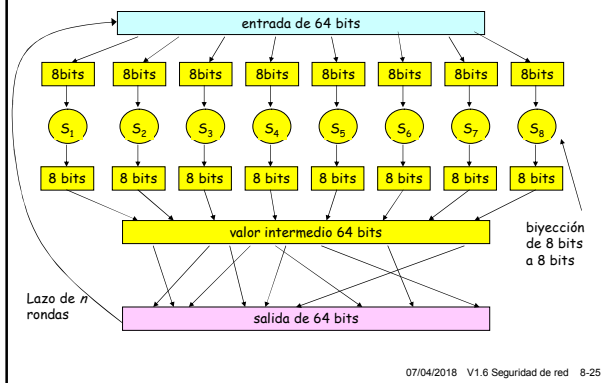 entrada de 64 bits
8bits 8bits 8bits 8bits 8bits 8bits 8bits 8bits
S₁ S₂ S₃ S₄ S₅ S₆ S₇ S₈
8 bits 8 bits 8 bits 8 bits 8 bits 8 bits 8 bits 8 bits
valor intermedio 64 bits
biyección
de 8 bits
a 8 bits
Lazo de n
rondas
salida de 64 bits
07/04/2018 V1.6 Seguridad de red 8-25